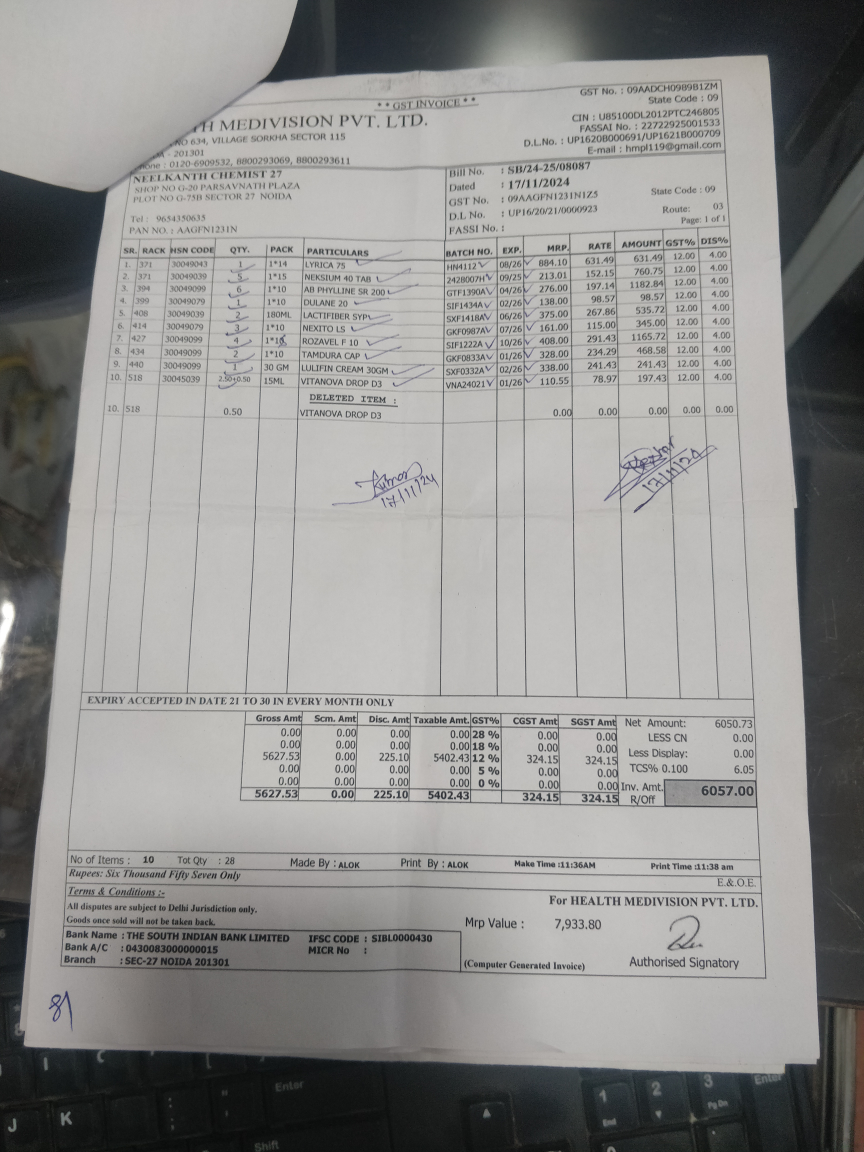 * * GST INVOICE * *
GST No. : 09AADCH0989B1ZM
State Code : 09
TH MEDIVISION PVT. LTD.
CIN : U85100DL2012PTC246805
NO 634, VILLAGE SORKHA SECTOR 115
FASSAI No. : 22722925001533
- 201301
D.L.No. : UP1620B000691/UP1621B000709
Phone : 0120-6909532, 8800293069, 8800293611
E-mail : hmpl119@gmail.com
NEELKANTH CHEMIST 27
SHOP NO G-20 PARSAVNATH PLAZA
PLOT NO G-75B SECTOR 27 NOIDA
Tel : 9654350635
PAN NO. : AAGFN1231N
Bill No. : SB/24-25/08087
Dated : 17/11/2024
GST No. : 09AAGFN1231N1Z5 State Code : 09
D.L No. : UP16/20/21/0000923 Route: 03
FASSI No. : Page: 1 of 1
SR. RACK HSN CODE QTY. PACK PARTICULARS BATCH NO. EXP. MRP. RATE AMOUNT GST% DIS%
1. 371 30049043 1 1*14 LYRICA 75 HN4112 08/26 884.10 631.49 631.49 12.00 4.00
2. 371 30049039 5 1*15 NEKSIUM 40 TAB 2428007H 09/25 213.01 152.15 760.75 12.00 4.00
3. 394 30049099 6 1*10 AB PHYLLINE SR 200 GTF1390A 04/26 276.00 197.14 1182.84 12.00 4.00
4. 399 30049079 1 1*10 DULANE 20 SIF1434A 02/26 138.00 98.57 98.57 12.00 4.00
5. 408 30049039 2 180ML LACTIFIBER SYP SXF1418A 06/26 375.00 267.86 535.72 12.00 4.00
6. 414 30049079 3 1*10 NEXITO LS GKF0987A 07/26 161.00 115.00 345.00 12.00 4.00
7. 427 30049099 4 ROZAVEL F 10 SIF1222A 10/26 408.00 291.43 1165.72 12.00 4.00
8. 434 30049099 2 1*10 TAMDURA CAP GKF0833A 01/26 328.00 234.29 468.58 12.00 4.00
9. 440 30049099 1 30 GM LULIFIN CREAM 30GM SXF0332A 02/26 338.00 241.43 241.43 12.00 4.00
10. 518 30045039 2.50+0.50 15ML VITANOVA DROP D3 VNA24021 01/26 110.55 78.97 197.43 12.00 4.00
DELETED ITEM :
10. 518 0.50 VITANOVA DROP D3 0.00 0.00 0.00 0.00 0.00
Kumar
17/11/24
17/11/24
EXPIRY ACCEPTED IN DATE 21 TO 30 IN EVERY MONTH ONLY
Gross Amt Scm. Amt Disc. Amt Taxable Amt. GST% CGST Amt SGST Amt
0.00 0.00 0.00 0.00 28 % 0.00 0.00
0.00 0.00 0.00 0.00 18 % 0.00 0.00
5627.53 0.00 225.10 5402.43 12 % 324.15 324.15
0.00 0.00 0.00 0.00 5 % 0.00 0.00
0.00 0.00 0.00 0.00 0 % 0.00 0.00
5627.53 0.00 225.10 5402.43 324.15 324.15
Net Amount: 6050.73
LESS CN 0.00
Less Display: 0.00
TCS% 0.100 6.05
Inv. Amt. 6057.00
R/Off
No of Items : 10 Tot Qty : 28 Made By : ALOK Print By : ALOK Make Time :11:36AM Print Time :11:38 am
Rupees: Six Thousand Fifty Seven Only
E.&.O.E.
Terms & Conditions :-
All disputes are subject to Delhi Jurisdiction only.
Goods once sold will not be taken back.
For HEALTH MEDIVISION PVT. LTD.
Mrp Value : 7,933.80
Bank Name : THE SOUTH INDIAN BANK LIMITED IFSC CODE : SIBL0000430
Bank A/C : 0430083000000015 MICR No :
Branch : SEC-27 NOIDA 201301
(Computer Generated Invoice)
Authorised Signatory
81
J
K
L
Enter
Shift
1
End
2
3
Pg Dn
Enter